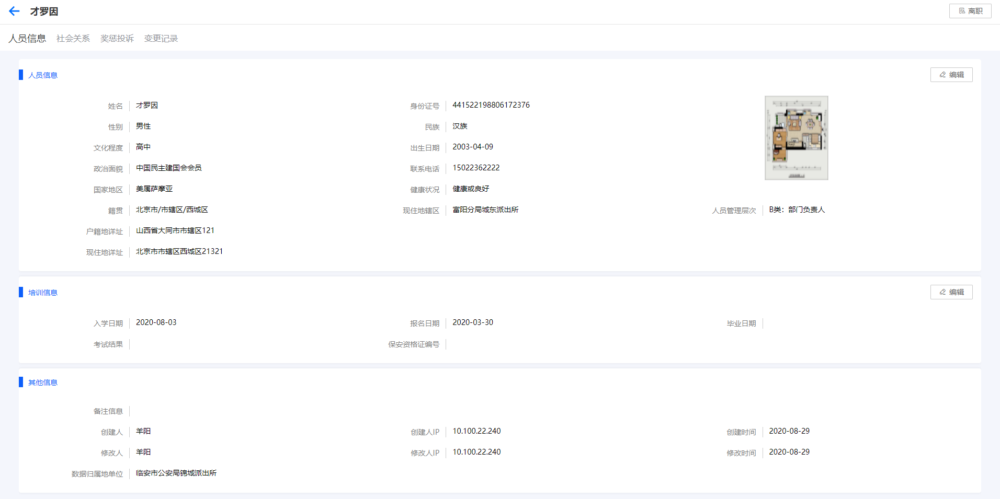 才罗因
离职
人员信息 社会关系 奖惩投诉 变更记录
人员信息
编辑
姓名 才罗因 身份证号 441522198806172376
性别 男性 民族 汉族
文化程度 高中 出生日期 2003-04-09
政治面貌 中国民主建国会会员 联系电话 15022362222
国家地区 美属萨摩亚 健康状况 健康或良好
籍贯 北京市/市辖区/西城区 现住地辖区 富阳分局城东派出所 人员管理层次 B类：部门负责人
户籍地详址 山西省大同市市辖区121
现住地详址 北京市市辖区西城区21321
培训信息
编辑
入学日期 2020-08-03 报名日期 2020-03-30 毕业日期
考试结果 保安资格证编号
其他信息
备注信息
创建人 羊阳 创建人IP 10.100.22.240 创建时间 2020-08-29
修改人 羊阳 修改人IP 10.100.22.240 修改时间 2020-08-29
数据归属地单位 临安市公安局锦城派出所